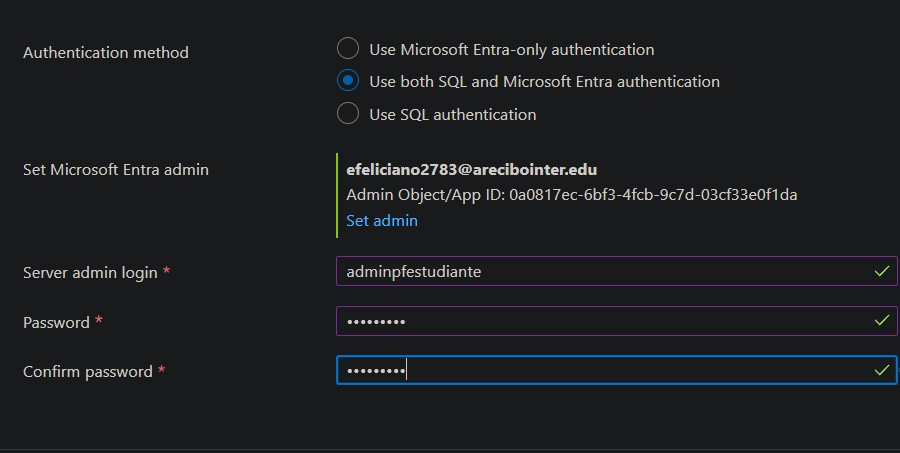 Authentication method
Use Microsoft Entra-only authentication
Use both SQL and Microsoft Entra authentication
Use SQL authentication
Set Microsoft Entra admin
efeliciano2783@arecibointer.edu
Admin Object/App ID: 0a0817ec-6bf3-4fcb-9c7d-03cf33e0f1da
Set admin
Server admin login *
adminpfestudiante
Password *
•••••••••
Confirm password *
•••••••••